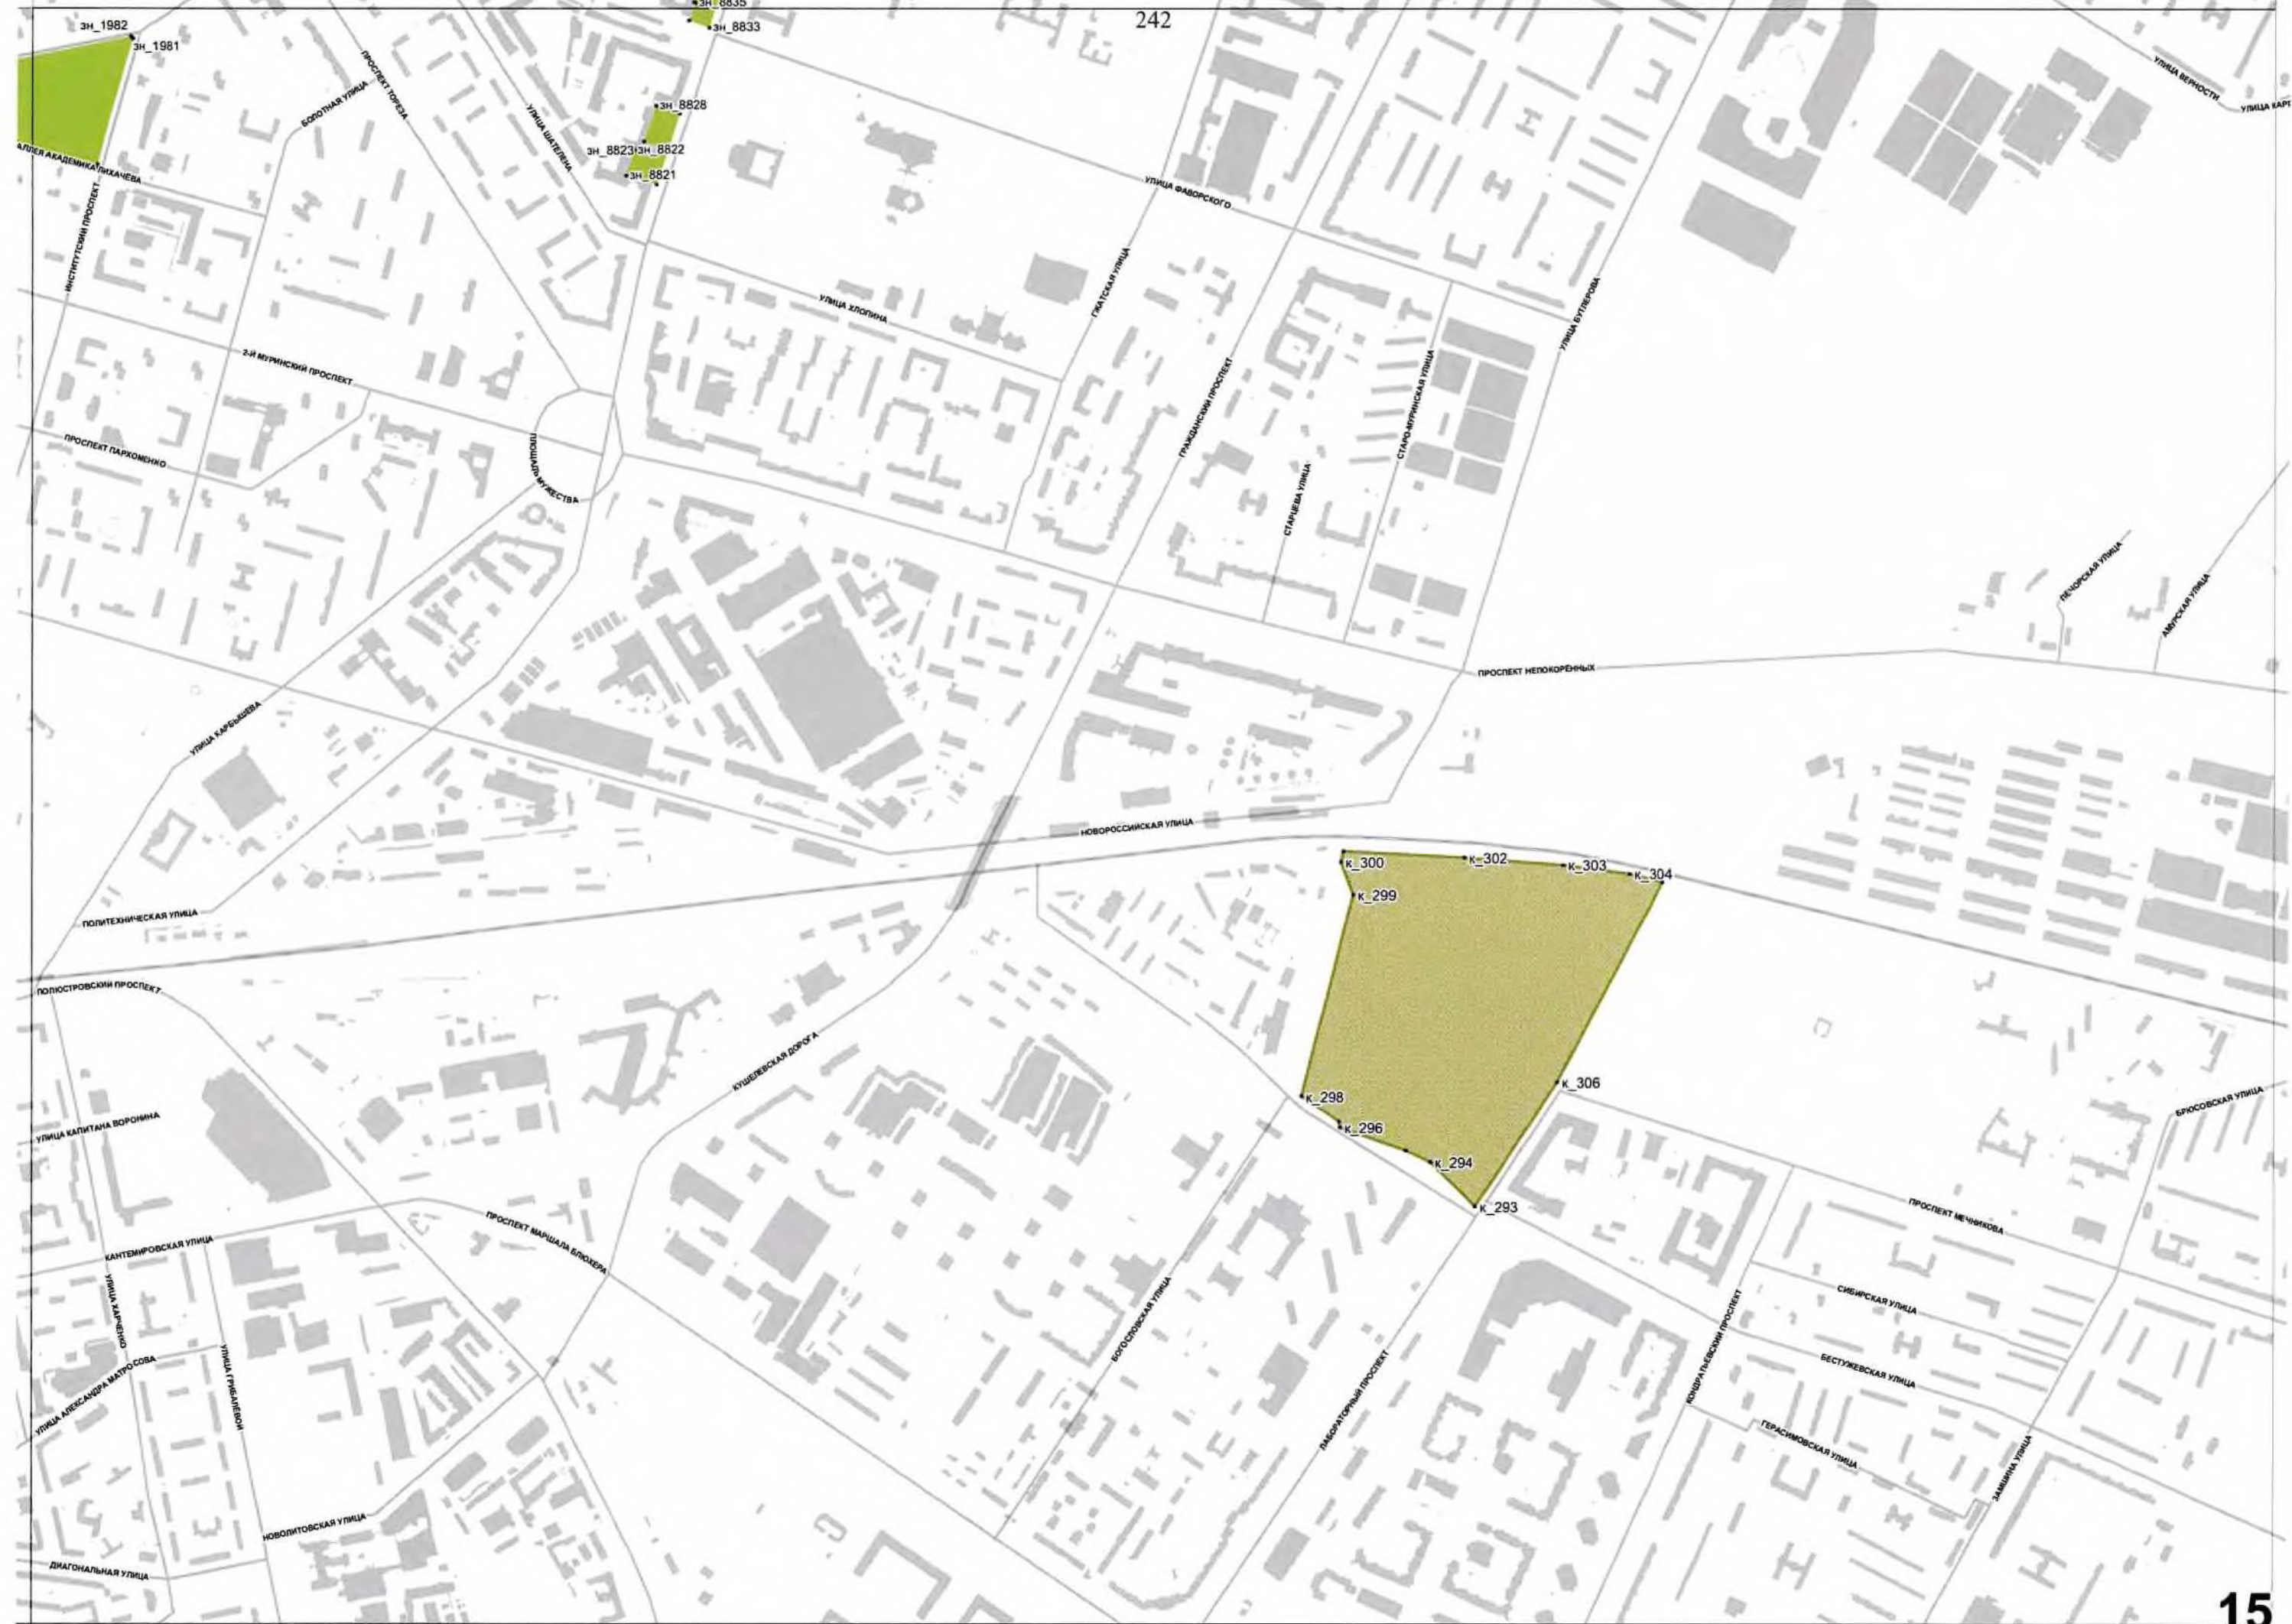 242
зн_8835
зн_8833
зн_1982
зн_1981
ПРОСПЕКТ ТОРЕЗА
БОЛОТНАЯ УЛИЦА
УЛИЦА ШАТЕЛЕНА
зн_8828
зн_8823
зн_8822
зн_8821
УЛИЦА ВЕРНОСТИ
АЛЛЕЯ АКАДЕМИКА ЛИХАЧЁВА
ИНСТИТУТСКИЙ ПРОСПЕКТ
УЛИЦА ФАВОРСКОГО
ГЖАТСКАЯ УЛИЦА
УЛИЦА ХЛОПИНА
УЛИЦА БУТЛЕРОВА
2-Й МУРИНСКИЙ ПРОСПЕКТ
ГРАЖДАНСКИЙ ПРОСПЕКТ
СТАРО-МУРИНСКАЯ УЛИЦА
ПРОСПЕКТ ПАРХОМЕНКО
ПЛОЩАДЬ МУЖЕСТВА
СТАРЦЕВА УЛИЦА
ПЕЧОРСКАЯ УЛИЦА
АМУРСКАЯ УЛИЦА
ПРОСПЕКТ НЕПОКОРЁННЫХ
УЛИЦА КАРБЫШЕВА
НОВОРОССИЙСКАЯ УЛИЦА
к_300
к_302
к_303
к_304
к_299
ПОЛИТЕХНИЧЕСКАЯ УЛИЦА
ПОЛЮСТРОВСКИЙ ПРОСПЕКТ
КУШЕЛЕВСКАЯ ДОРОГА
к_306
к_298
к_296
к_294
к_293
БРЮСОВСКАЯ УЛИЦА
УЛИЦА КАПИТАНА ВОРОНИНА
ПРОСПЕКТ МЕЧНИКОВА
КАНТЕМИРОВСКАЯ УЛИЦА
ПРОСПЕКТ МАРШАЛА БЛЮХЕРА
УЛИЦА ХАРЧЕНКО
СИБИРСКАЯ УЛИЦА
БОГОСЛОВСКАЯ УЛИЦА
КОНДРАТЬЕВСКИЙ ПРОСПЕКТ
БЕСТУЖЕВСКАЯ УЛИЦА
УЛИЦА АЛЕКСАНДРА МАТРОСОВА
УЛИЦА ГРИБАЛЁВОЙ
ЛАБОРАТОРНЫЙ ПРОСПЕКТ
ГЕРАСИМОВСКАЯ УЛИЦА
ЗАМШИНА УЛИЦА
НОВОЛИТОВСКАЯ УЛИЦА
ДИАГОНАЛЬНАЯ УЛИЦА
15